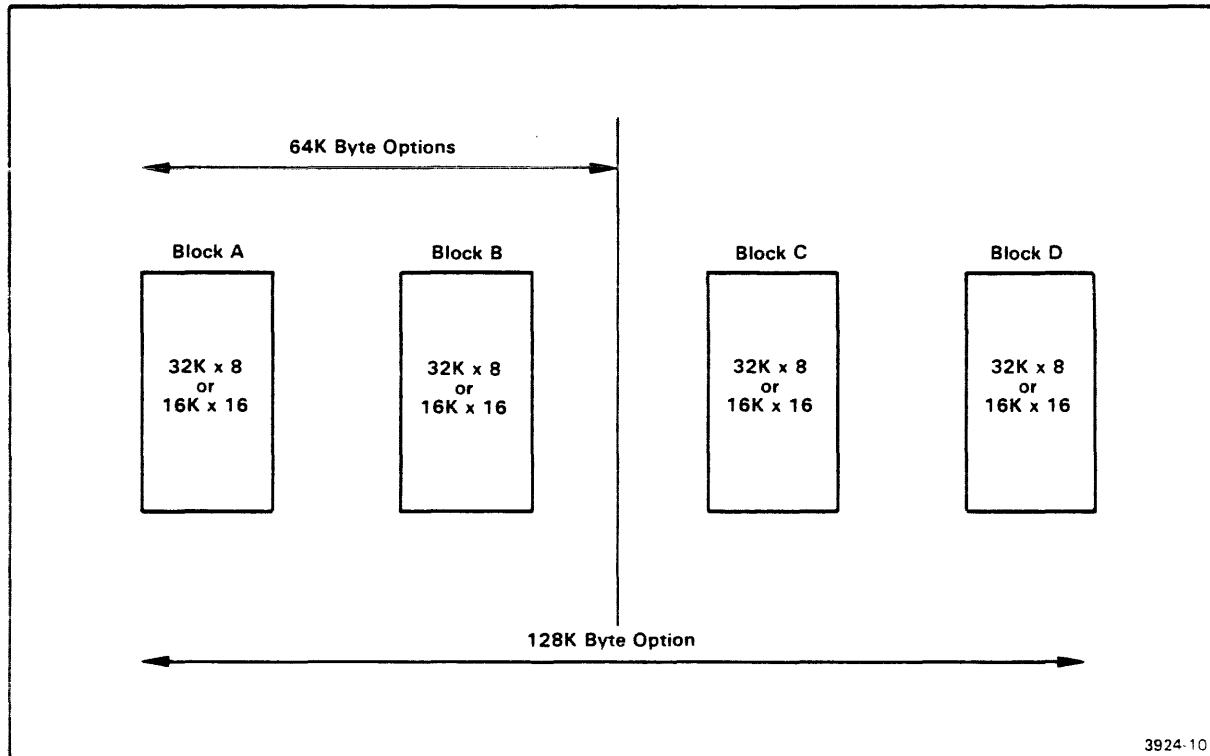 64K Byte Options
Block A
Block B
Block C
Block D
32K x 8
or
16K x 16
32K x 8
or
16K x 16
32K x 8
or
16K x 16
32K x 8
or
16K x 16
128K Byte Option
3924-10